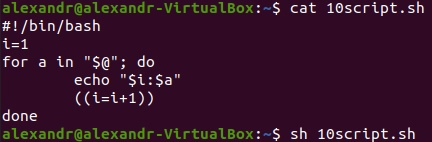 alexandr@alexandr-VirtualBox:~$ cat 10script.sh
#!/bin/bash
i=1
for a in "$@"; do
        echo "$i:$a"
        ((i=i+1))
done
alexandr@alexandr-VirtualBox:~$ sh 10script.sh